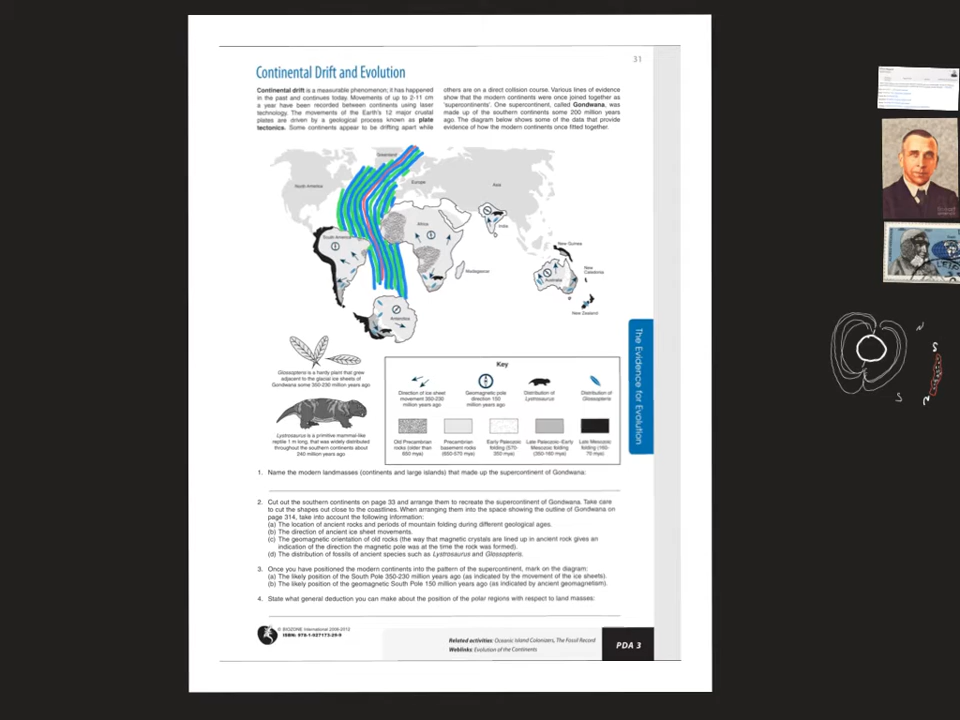 31
Continental Drift and Evolution
Continental drift is a measurable phenomenon; it has happened
in the past and continues today. Movements of up to 2-11 cm
a year have been recorded between continents using laser
technology. The movements of the Earth's 12 major crustal
plates are driven by a geological process known as plate
tectonics. Some continents appear to be drifting apart while
others are on a direct collision course. Various lines of evidence
show that the modern continents were once joined together as
'supercontinents'. One supercontinent, called Gondwana, was
made up of the southern continents some 200 million years
ago. The diagram below shows some of the data that provide
evidence of how the modern continents once fitted together.
Greenland
North America
Europe
Asia
Africa
India
South America
New Guinea
Madagascar
New
Caledonia
Australia
New Zealand
Antarctica
Glossopteris is a hardy plant that grew
adjacent to the glacial ice sheets of
Gondwana some 350-230 million years ago
Lystrosaurus is a primitive mammal-like
reptile 1 m long, that was widely distributed
throughout the southern continents about
240 million years ago
Key
Direction of ice sheet
movement 350-230
million years ago
Geomagnetic pole
direction 150
million years ago
Distribution of
Lystrosaurus
Distribution of
Glossopteris
Old Precambrian
rocks (older than
650 mya)
Precambrian
basement rocks
(650-570 mya)
Early Paleozoic
folding (570-
350 mya)
Late Paleozoic-Early
Mesozoic folding
(350-160 mya)
Late Mesozoic
folding (160-
70 mya)
The Evidence for Evolution
1. Name the modern landmasses (continents and large islands) that made up the supercontinent of Gondwana:
2. Cut out the southern continents on page 33 and arrange them to recreate the supercontinent of Gondwana. Take care
to cut the shapes out close to the coastlines. When arranging them into the space showing the outline of Gondwana on
page 314, take into account the following information:
(a) The location of ancient rocks and periods of mountain folding during different geological ages.
(b) The direction of ancient ice sheet movements.
(c) The geomagnetic orientation of old rocks (the way that magnetic crystals are lined up in ancient rock gives an
indication of the direction the magnetic pole was at the time the rock was formed).
(d) The distribution of fossils of ancient species such as Lystrosaurus and Glossopteris.
3. Once you have positioned the modern continents into the pattern of the supercontinent, mark on the diagram:
(a) The likely position of the South Pole 350-230 million years ago (as indicated by the movement of the ice sheets).
(b) The likely position of the geomagnetic South Pole 150 million years ago (as indicated by ancient geomagnetism).
4. State what general deduction you can make about the position of the polar regions with respect to land masses:
© BIOZONE International 2006-2012
ISBN: 978-1-927173-29-9
Related activities: Oceanic Island Colonizers, The Fossil Record
Weblinks: Evolution of the Continents
PDA 3
N
S
S
N